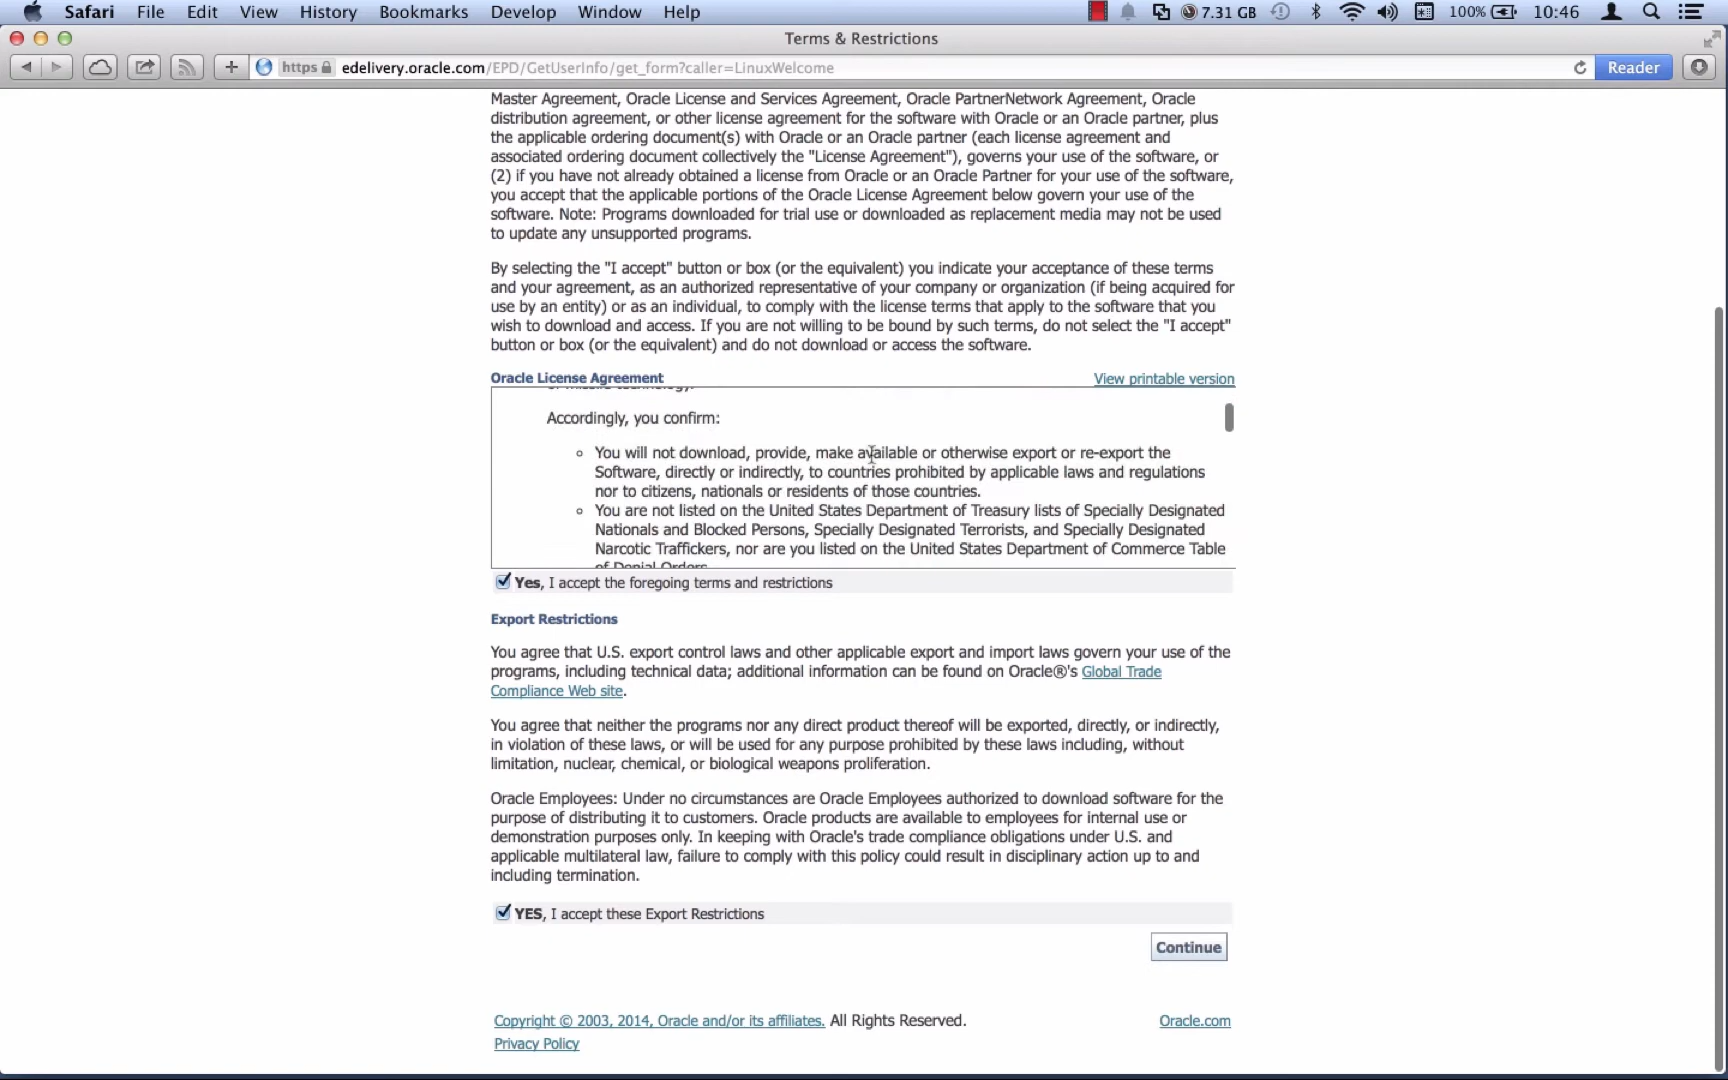 Safari File Edit View History Bookmarks Develop Window Help 7.31 GB 100% 10:46
Terms & Restrictions
https edelivery.oracle.com/EPD/GetUserInfo/get_form?caller=LinuxWelcome Reader
Master Agreement, Oracle License and Services Agreement, Oracle PartnerNetwork Agreement, Oracle
distribution agreement, or other license agreement for the software with Oracle or an Oracle partner, plus
the applicable ordering document(s) with Oracle or an Oracle partner (each license agreement and
associated ordering document collectively the "License Agreement"), governs your use of the software, or
(2) if you have not already obtained a license from Oracle or an Oracle Partner for your use of the software,
you accept that the applicable portions of the Oracle License Agreement below govern your use of the
software. Note: Programs downloaded for trial use or downloaded as replacement media may not be used
to update any unsupported programs.
By selecting the "I accept" button or box (or the equivalent) you indicate your acceptance of these terms
and your agreement, as an authorized representative of your company or organization (if being acquired for
use by an entity) or as an individual, to comply with the license terms that apply to the software that you
wish to download and access. If you are not willing to be bound by such terms, do not select the "I accept"
button or box (or the equivalent) and do not download or access the software.
Oracle License Agreement View printable version
or missile technology.
Accordingly, you confirm:
You will not download, provide, make available or otherwise export or re-export the
Software, directly or indirectly, to countries prohibited by applicable laws and regulations
nor to citizens, nationals or residents of those countries.
You are not listed on the United States Department of Treasury lists of Specially Designated
Nationals and Blocked Persons, Specially Designated Terrorists, and Specially Designated
Narcotic Traffickers, nor are you listed on the United States Department of Commerce Table
of Denial Orders.
Yes, I accept the foregoing terms and restrictions
Export Restrictions
You agree that U.S. export control laws and other applicable export and import laws govern your use of the
programs, including technical data; additional information can be found on Oracle®'s Global Trade
Compliance Web site.
You agree that neither the programs nor any direct product thereof will be exported, directly, or indirectly,
in violation of these laws, or will be used for any purpose prohibited by these laws including, without
limitation, nuclear, chemical, or biological weapons proliferation.
Oracle Employees: Under no circumstances are Oracle Employees authorized to download software for the
purpose of distributing it to customers. Oracle products are available to employees for internal use or
demonstration purposes only. In keeping with Oracle's trade compliance obligations under U.S. and
applicable multilateral law, failure to comply with this policy could result in disciplinary action up to and
including termination.
YES, I accept these Export Restrictions
Continue
Copyright © 2003, 2014, Oracle and/or its affiliates. All Rights Reserved. Oracle.com
Privacy Policy